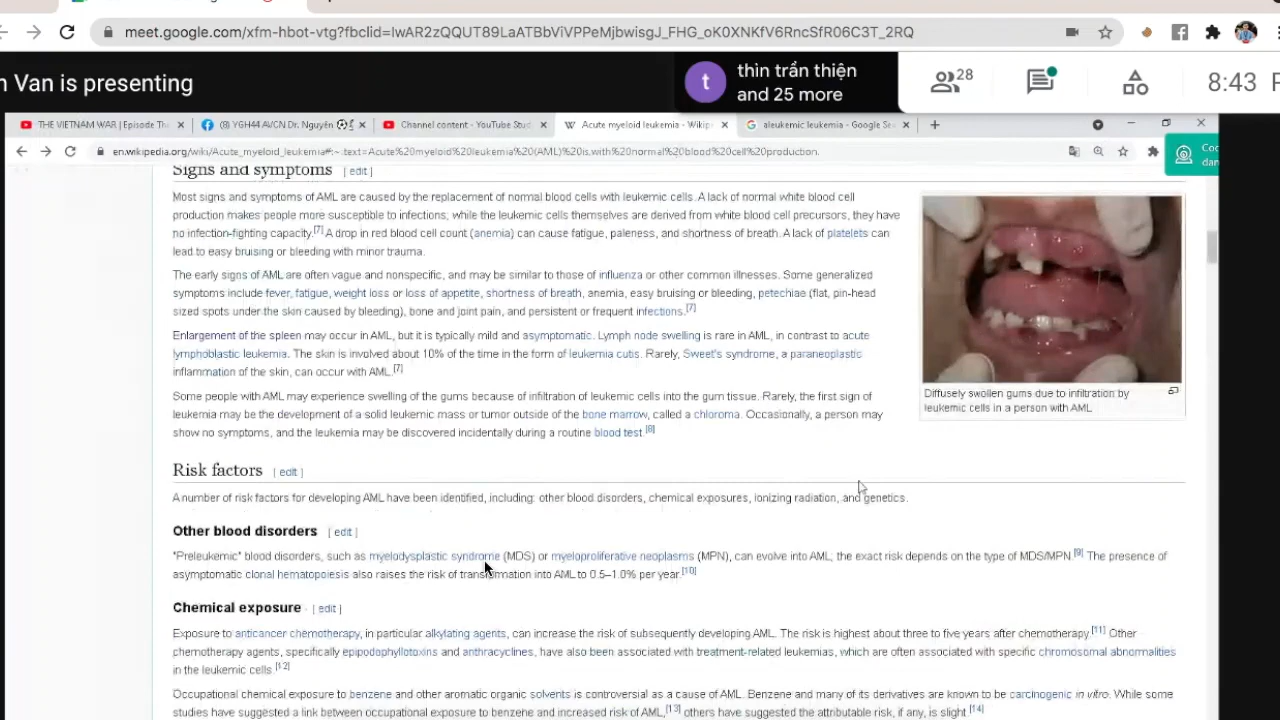 meet.google.com/xfm-hbot-vtg?fbclid=IwAR2zQQUT89LaATBbViVPPeMjbwisgJ_FHG_oK0XNKfV6RncSfR06C3T_2RQ
n Van is presenting
t
thìn trần thiện
and 25 more
28
8:43
THE VIETNAM WAR | Episode Th
[8] YGH44 AV/CN Dr. Nguyên
Channel content - YouTube Stud
Acute myeloid leukemia - Wikip
aleukemic leukemia - Google Se
en.wikipedia.org/wiki/Acute_myeloid_leukemia#:~:text=Acute%20myeloid%20leukemia%20(AML)%20is,with%20normal%20blood%20cell%20production.
Signs and symptoms [ edit ]
Most signs and symptoms of AML are caused by the replacement of normal blood cells with leukemic cells. A lack of normal white blood cell
production makes people more susceptible to infections; while the leukemic cells themselves are derived from white blood cell precursors, they have
no infection-fighting capacity.[7] A drop in red blood cell count (anemia) can cause fatigue, paleness, and shortness of breath. A lack of platelets can
lead to easy bruising or bleeding with minor trauma.
The early signs of AML are often vague and nonspecific, and may be similar to those of influenza or other common illnesses. Some generalized
symptoms include fever, fatigue, weight loss or loss of appetite, shortness of breath, anemia, easy bruising or bleeding, petechiae (flat, pin-head
sized spots under the skin caused by bleeding), bone and joint pain, and persistent or frequent infections.[7]
Enlargement of the spleen may occur in AML, but it is typically mild and asymptomatic. Lymph node swelling is rare in AML, in contrast to acute
lymphoblastic leukemia. The skin is involved about 10% of the time in the form of leukemia cutis. Rarely, Sweet's syndrome, a paraneoplastic
inflammation of the skin, can occur with AML.[7]
Some people with AML may experience swelling of the gums because of infiltration of leukemic cells into the gum tissue. Rarely, the first sign of
leukemia may be the development of a solid leukemic mass or tumor outside of the bone marrow, called a chloroma. Occasionally, a person may
show no symptoms, and the leukemia may be discovered incidentally during a routine blood test.[8]
Diffusely swollen gums due to infiltration by
leukemic cells in a person with AML
Risk factors [ edit ]
A number of risk factors for developing AML have been identified, including: other blood disorders, chemical exposures, ionizing radiation, and genetics.
Other blood disorders [ edit ]
"Preleukemic" blood disorders, such as myelodysplastic syndrome (MDS) or myeloproliferative neoplasms (MPN), can evolve into AML; the exact risk depends on the type of MDS/MPN.[9] The presence of
asymptomatic clonal hematopoiesis also raises the risk of transformation into AML to 0.5–1.0% per year.[10]
Chemical exposure [ edit ]
Exposure to anticancer chemotherapy, in particular alkylating agents, can increase the risk of subsequently developing AML. The risk is highest about three to five years after chemotherapy.[11] Other
chemotherapy agents, specifically epipodophyllotoxins and anthracyclines, have also been associated with treatment-related leukemias, which are often associated with specific chromosomal abnormalities
in the leukemic cells.[12]
Occupational chemical exposure to benzene and other aromatic organic solvents is controversial as a cause of AML. Benzene and many of its derivatives are known to be carcinogenic in vitro. While some
studies have suggested a link between occupational exposure to benzene and increased risk of AML,[13] others have suggested the attributable risk, if any, is slight.[14]